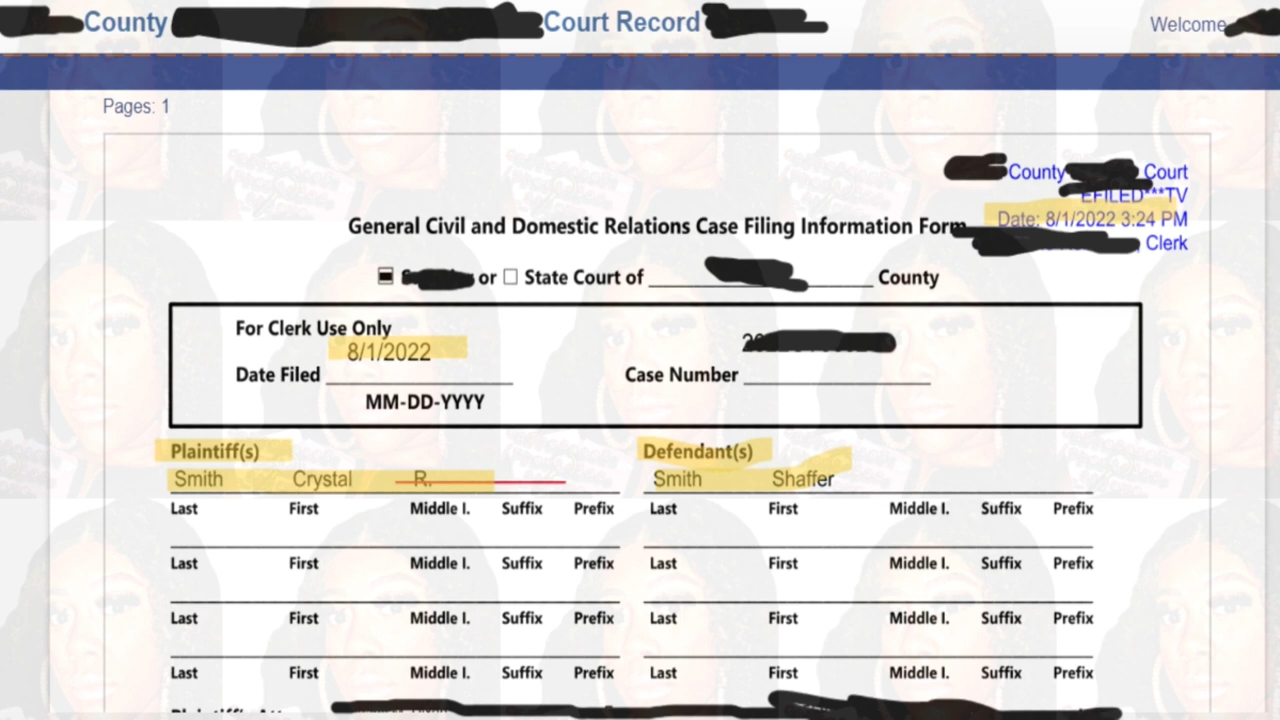 County Court Record
Welcome
Pages: 1
County Court
EFILED***TV
Date: 8/1/2022 3:24 PM
Clerk
General Civil and Domestic Relations Case Filing Information Form
or State Court of County
For Clerk Use Only
8/1/2022
Date Filed Case Number
MM-DD-YYYY
Plaintiff(s) Defendant(s)
Smith Crystal R. Smith Shaffer
Last First Middle I. Suffix Prefix Last First Middle I. Suffix Prefix
Last First Middle I. Suffix Prefix Last First Middle I. Suffix Prefix
Last First Middle I. Suffix Prefix Last First Middle I. Suffix Prefix
Last First Middle I. Suffix Prefix Last First Middle I. Suffix Prefix